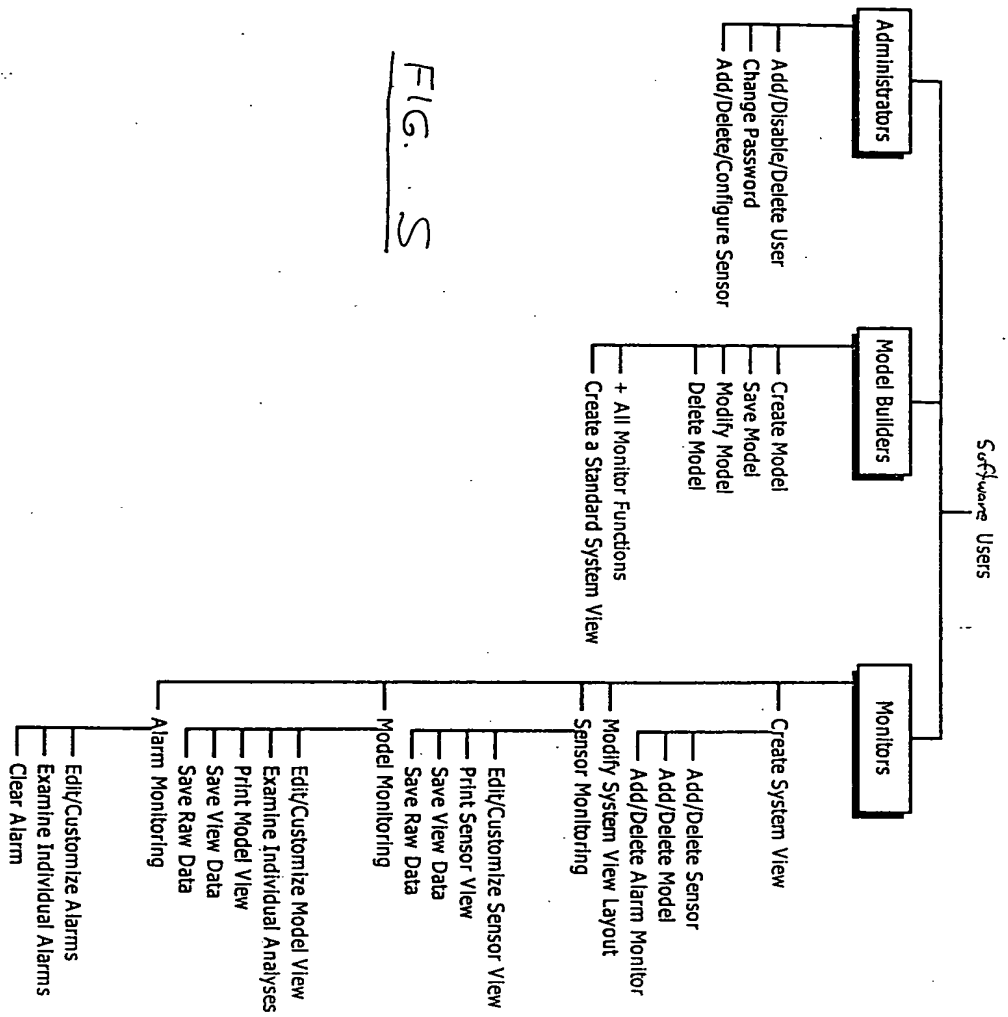 Software Users
Administrators
Add/Disable/Delete User
Change Password
Add/Delete/Configure Sensor
Model Builders
Create Model
Save Model
Modify Model
Delete Model
+ All Monitor Functions
Create a Standard System View
Monitors
Create System View
Add/Delete Sensor
Add/Delete Model
Add/Delete Alarm Monitor
Modify System View Layout
Sensor Monitoring
Edit/Customize Sensor View
Print Sensor View
Save View Data
Save Raw Data
Model Monitoring
Edit/Customize Model View
Examine Individual Analyses
Print Model View
Save View Data
Save Raw Data
Alarm Monitoring
Edit/Customize Alarms
Examine Individual Alarms
Clear Alarm
FIG. 5